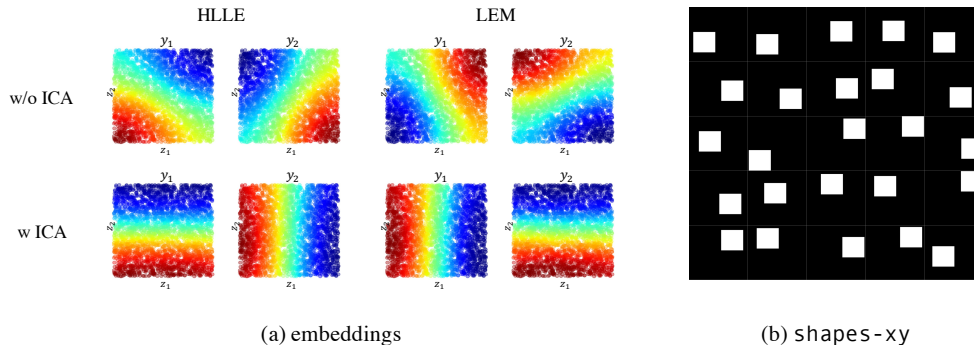 HLLE LEM
y₁ y₂ y₁ y₂
w/o ICA z₂ z₂ z₂ z₂
z₁ z₁ z₁ z₁
y₁ y₂ y₁ y₂
w ICA z₂ z₂ z₂ z₂
z₁ z₁ z₁ z₁
(a) embeddings (b) shapes-xy